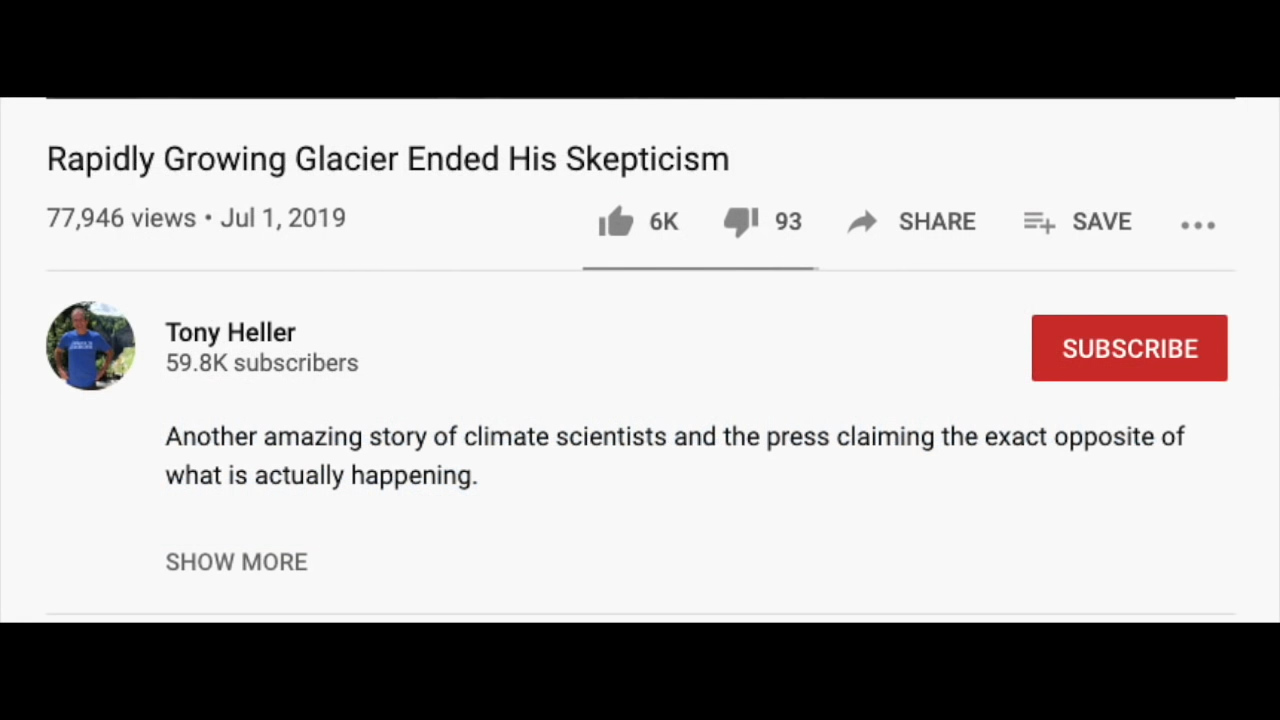 Rapidly Growing Glacier Ended His Skepticism
77,946 views • Jul 1, 2019
6K 93 SHARE SAVE
Tony Heller
59.8K subscribers
SUBSCRIBE
Another amazing story of climate scientists and the press claiming the exact opposite of
what is actually happening.
SHOW MORE